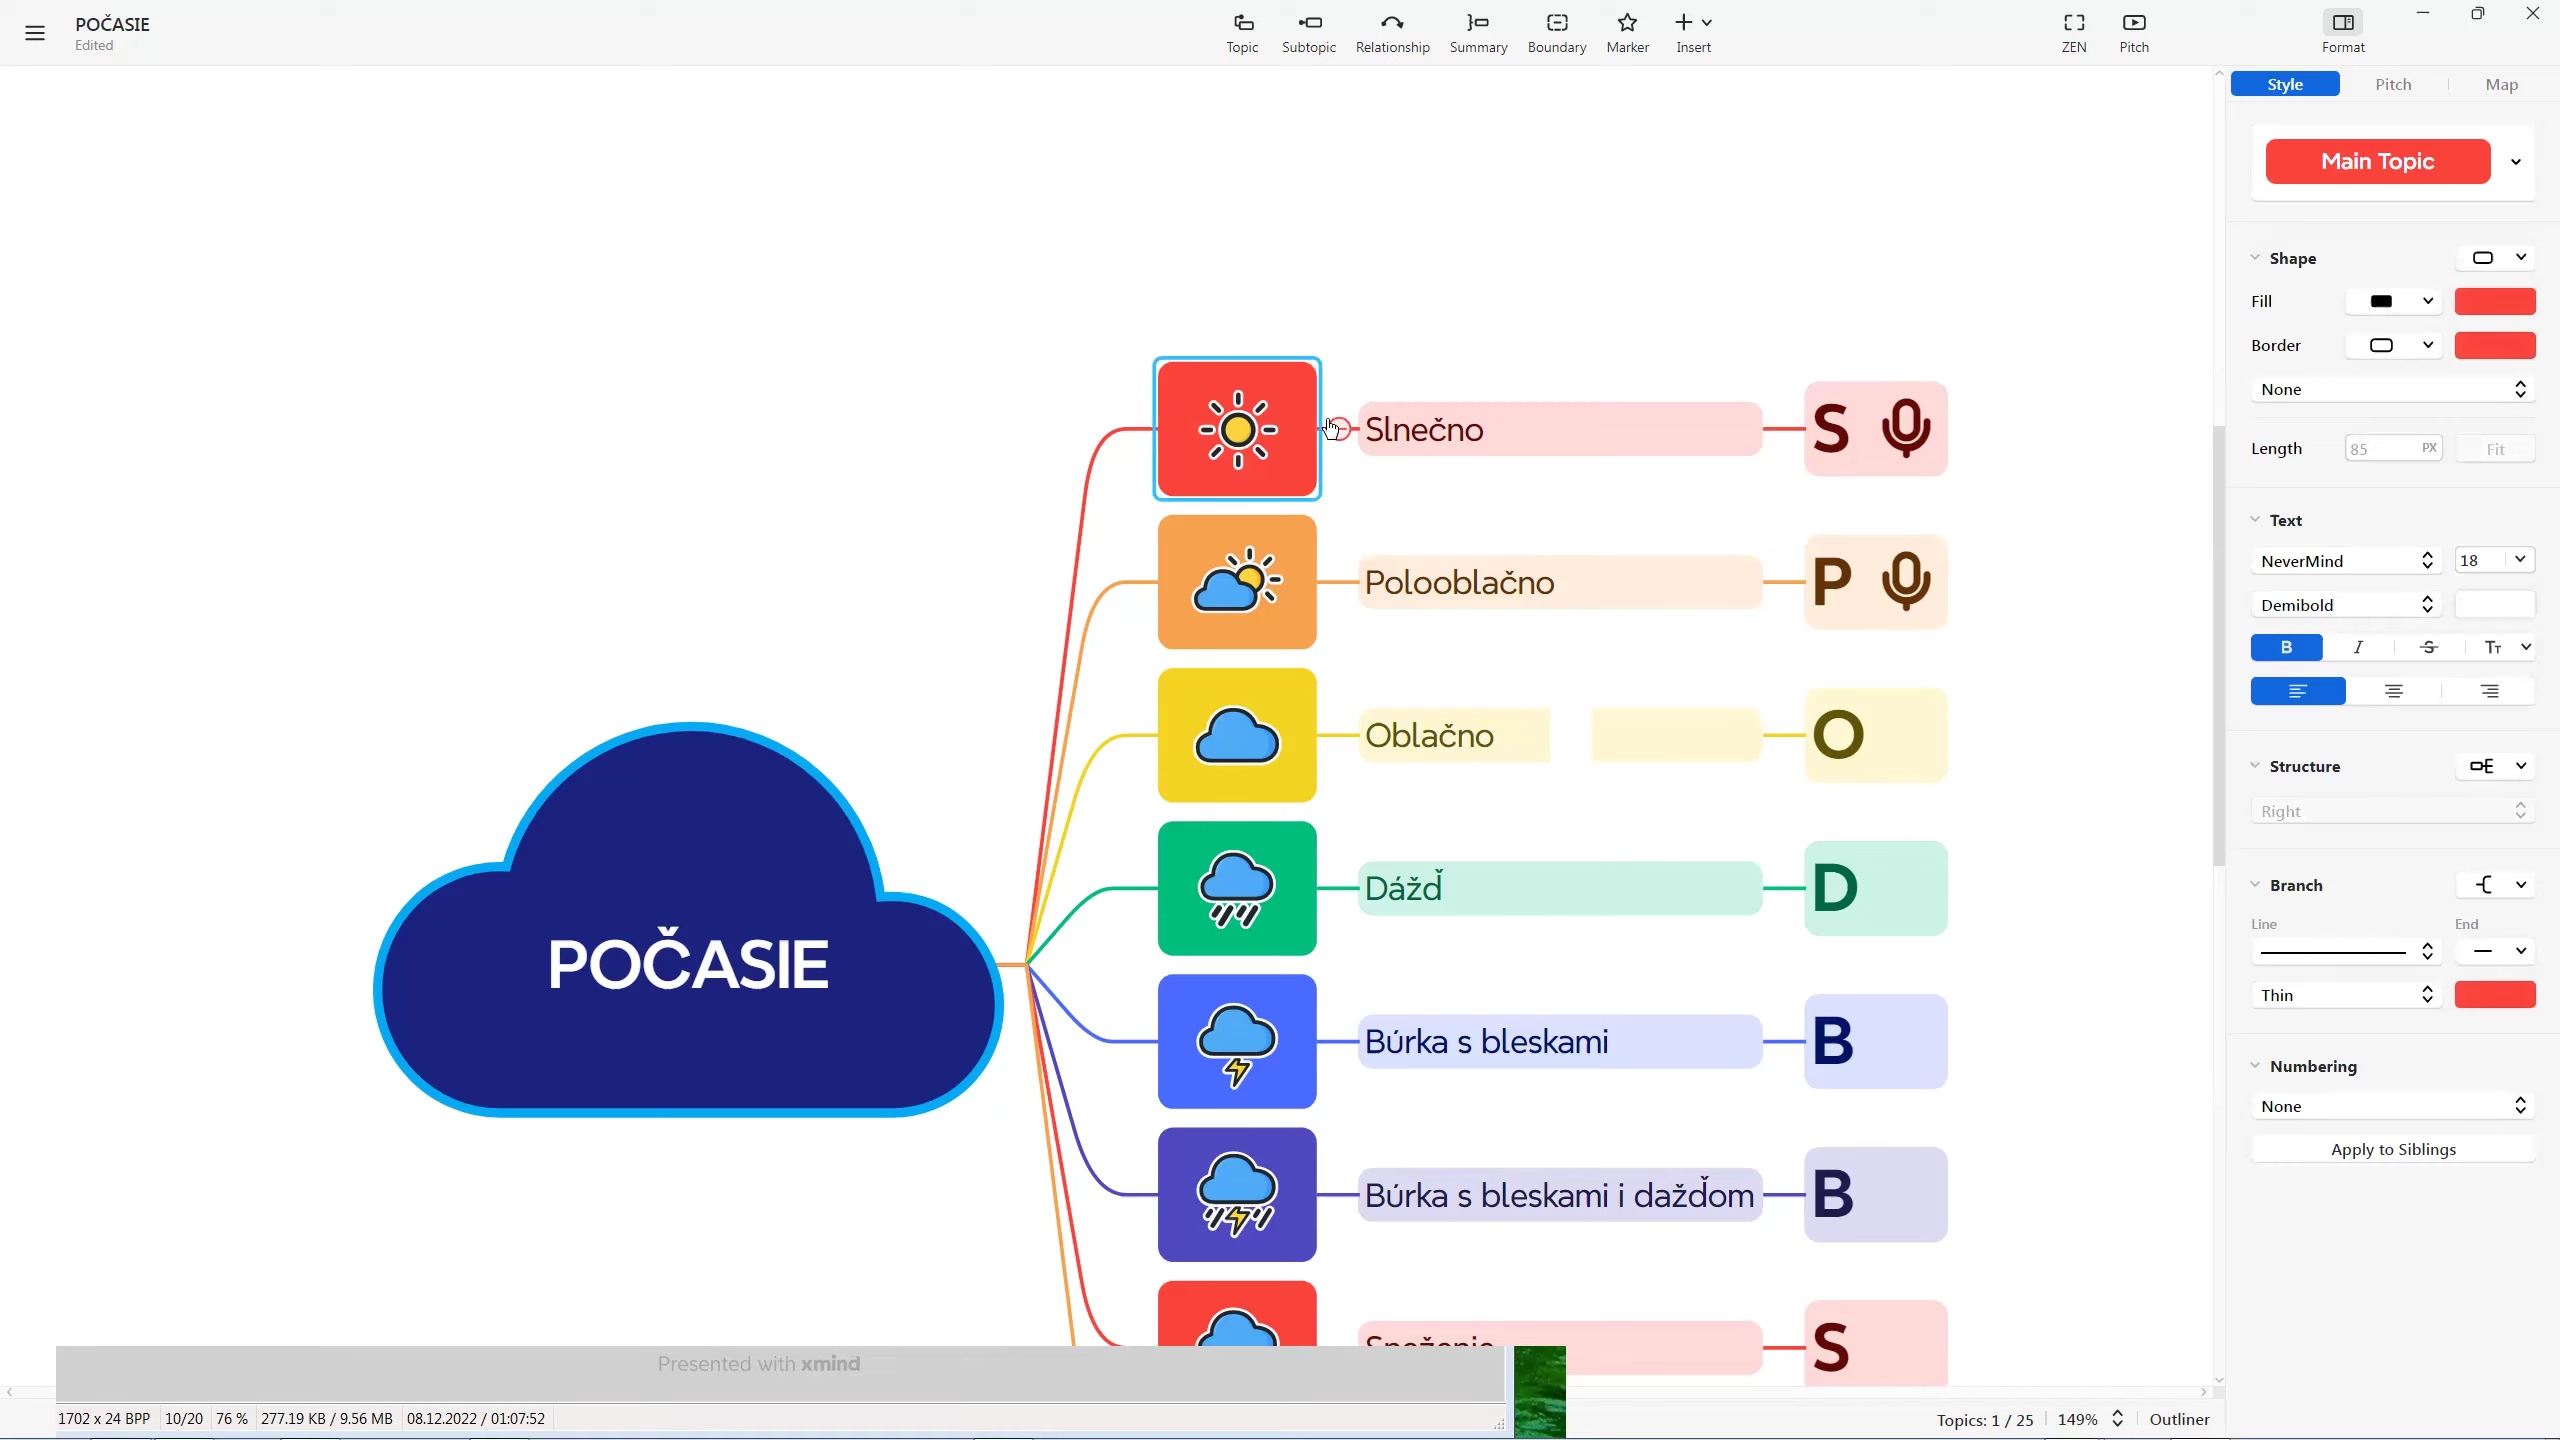 POČASIE
Edited
Topic
Subtopic
Relationship
Summary
Boundary
Marker
Insert
ZEN
Pitch
Format
Style
Pitch
Map
Main Topic
Shape
Fill
Border
None
Length
85
PX
Fit
Text
NeverMind
18
Demibold
B
I
S
Tт
Structure
Right
Branch
Line
End
Thin
Numbering
None
Apply to Siblings
Slnečno
S
Polooblačno
P
Oblačno
O
Dážď
D
POČASIE
Búrka s bleskami
B
Búrka s bleskami i dažďom
B
S
Presented with xmind
1702 x 24 BPP
10/20
76 %
277.19 KB / 9.56 MB
08.12.2022 / 01:07:52
Topics: 1 / 25
149%
Outliner